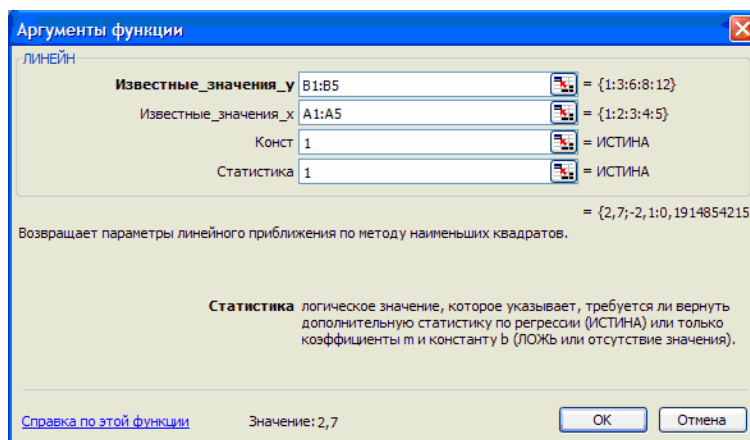 Аргументы функции
ЛИНЕЙН
Известные_значения_y B1:B5 = {1:3:6:8:12}
Известные_значения_x A1:A5 = {1:2:3:4:5}
Конст 1 = ИСТИНА
Статистика 1 = ИСТИНА
= {2,7;-2,1:0,1914854215
Возвращает параметры линейного приближения по методу наименьших квадратов.
Статистика логическое значение, которое указывает, требуется ли вернуть
дополнительную статистику по регрессии (ИСТИНА) или только
коэффициенты m и константу b (ЛОЖЬ или отсутствие значения).
Справка по этой функции Значение:2,7 ОК Отмена